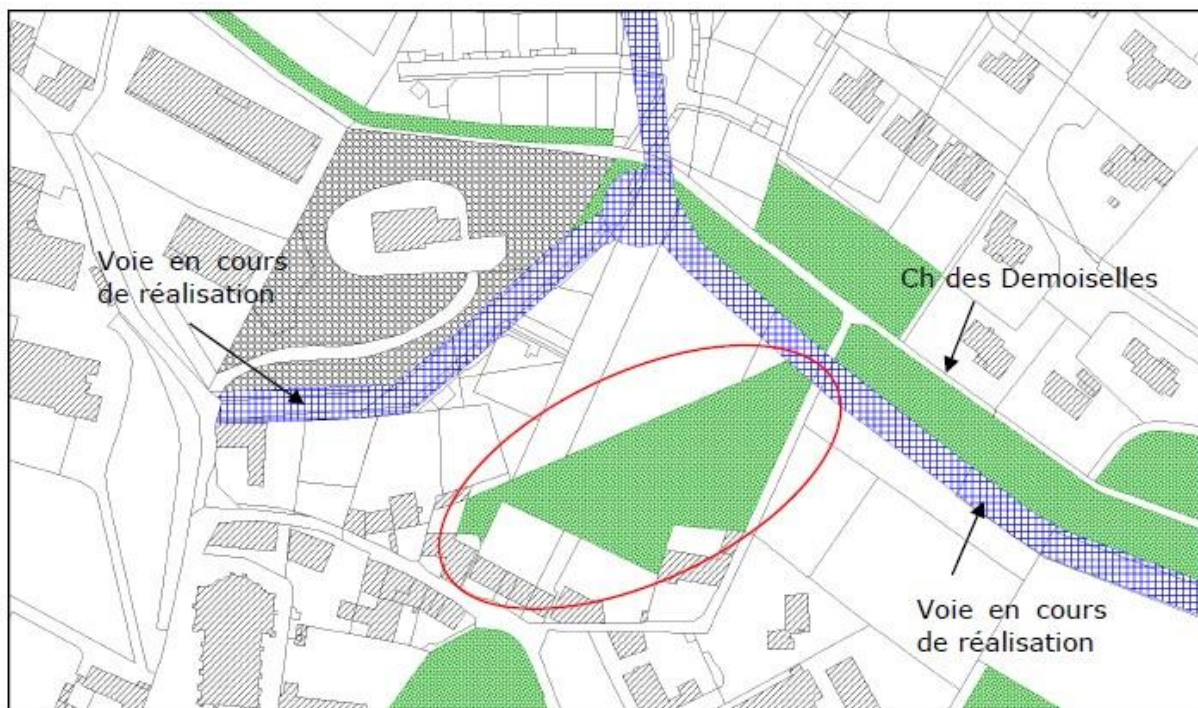 Voie en cours
de réalisation
Ch des Demoiselles
Voie en cours
de réalisation